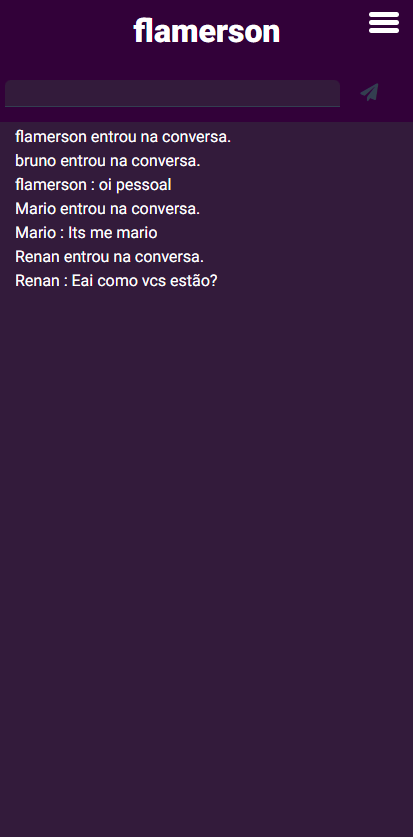 flamerson
flamerson entrou na conversa.
bruno entrou na conversa.
flamerson : oi pessoal
Mario entrou na conversa.
Mario : Its me mario
Renan entrou na conversa.
Renan : Eai como vcs estão?